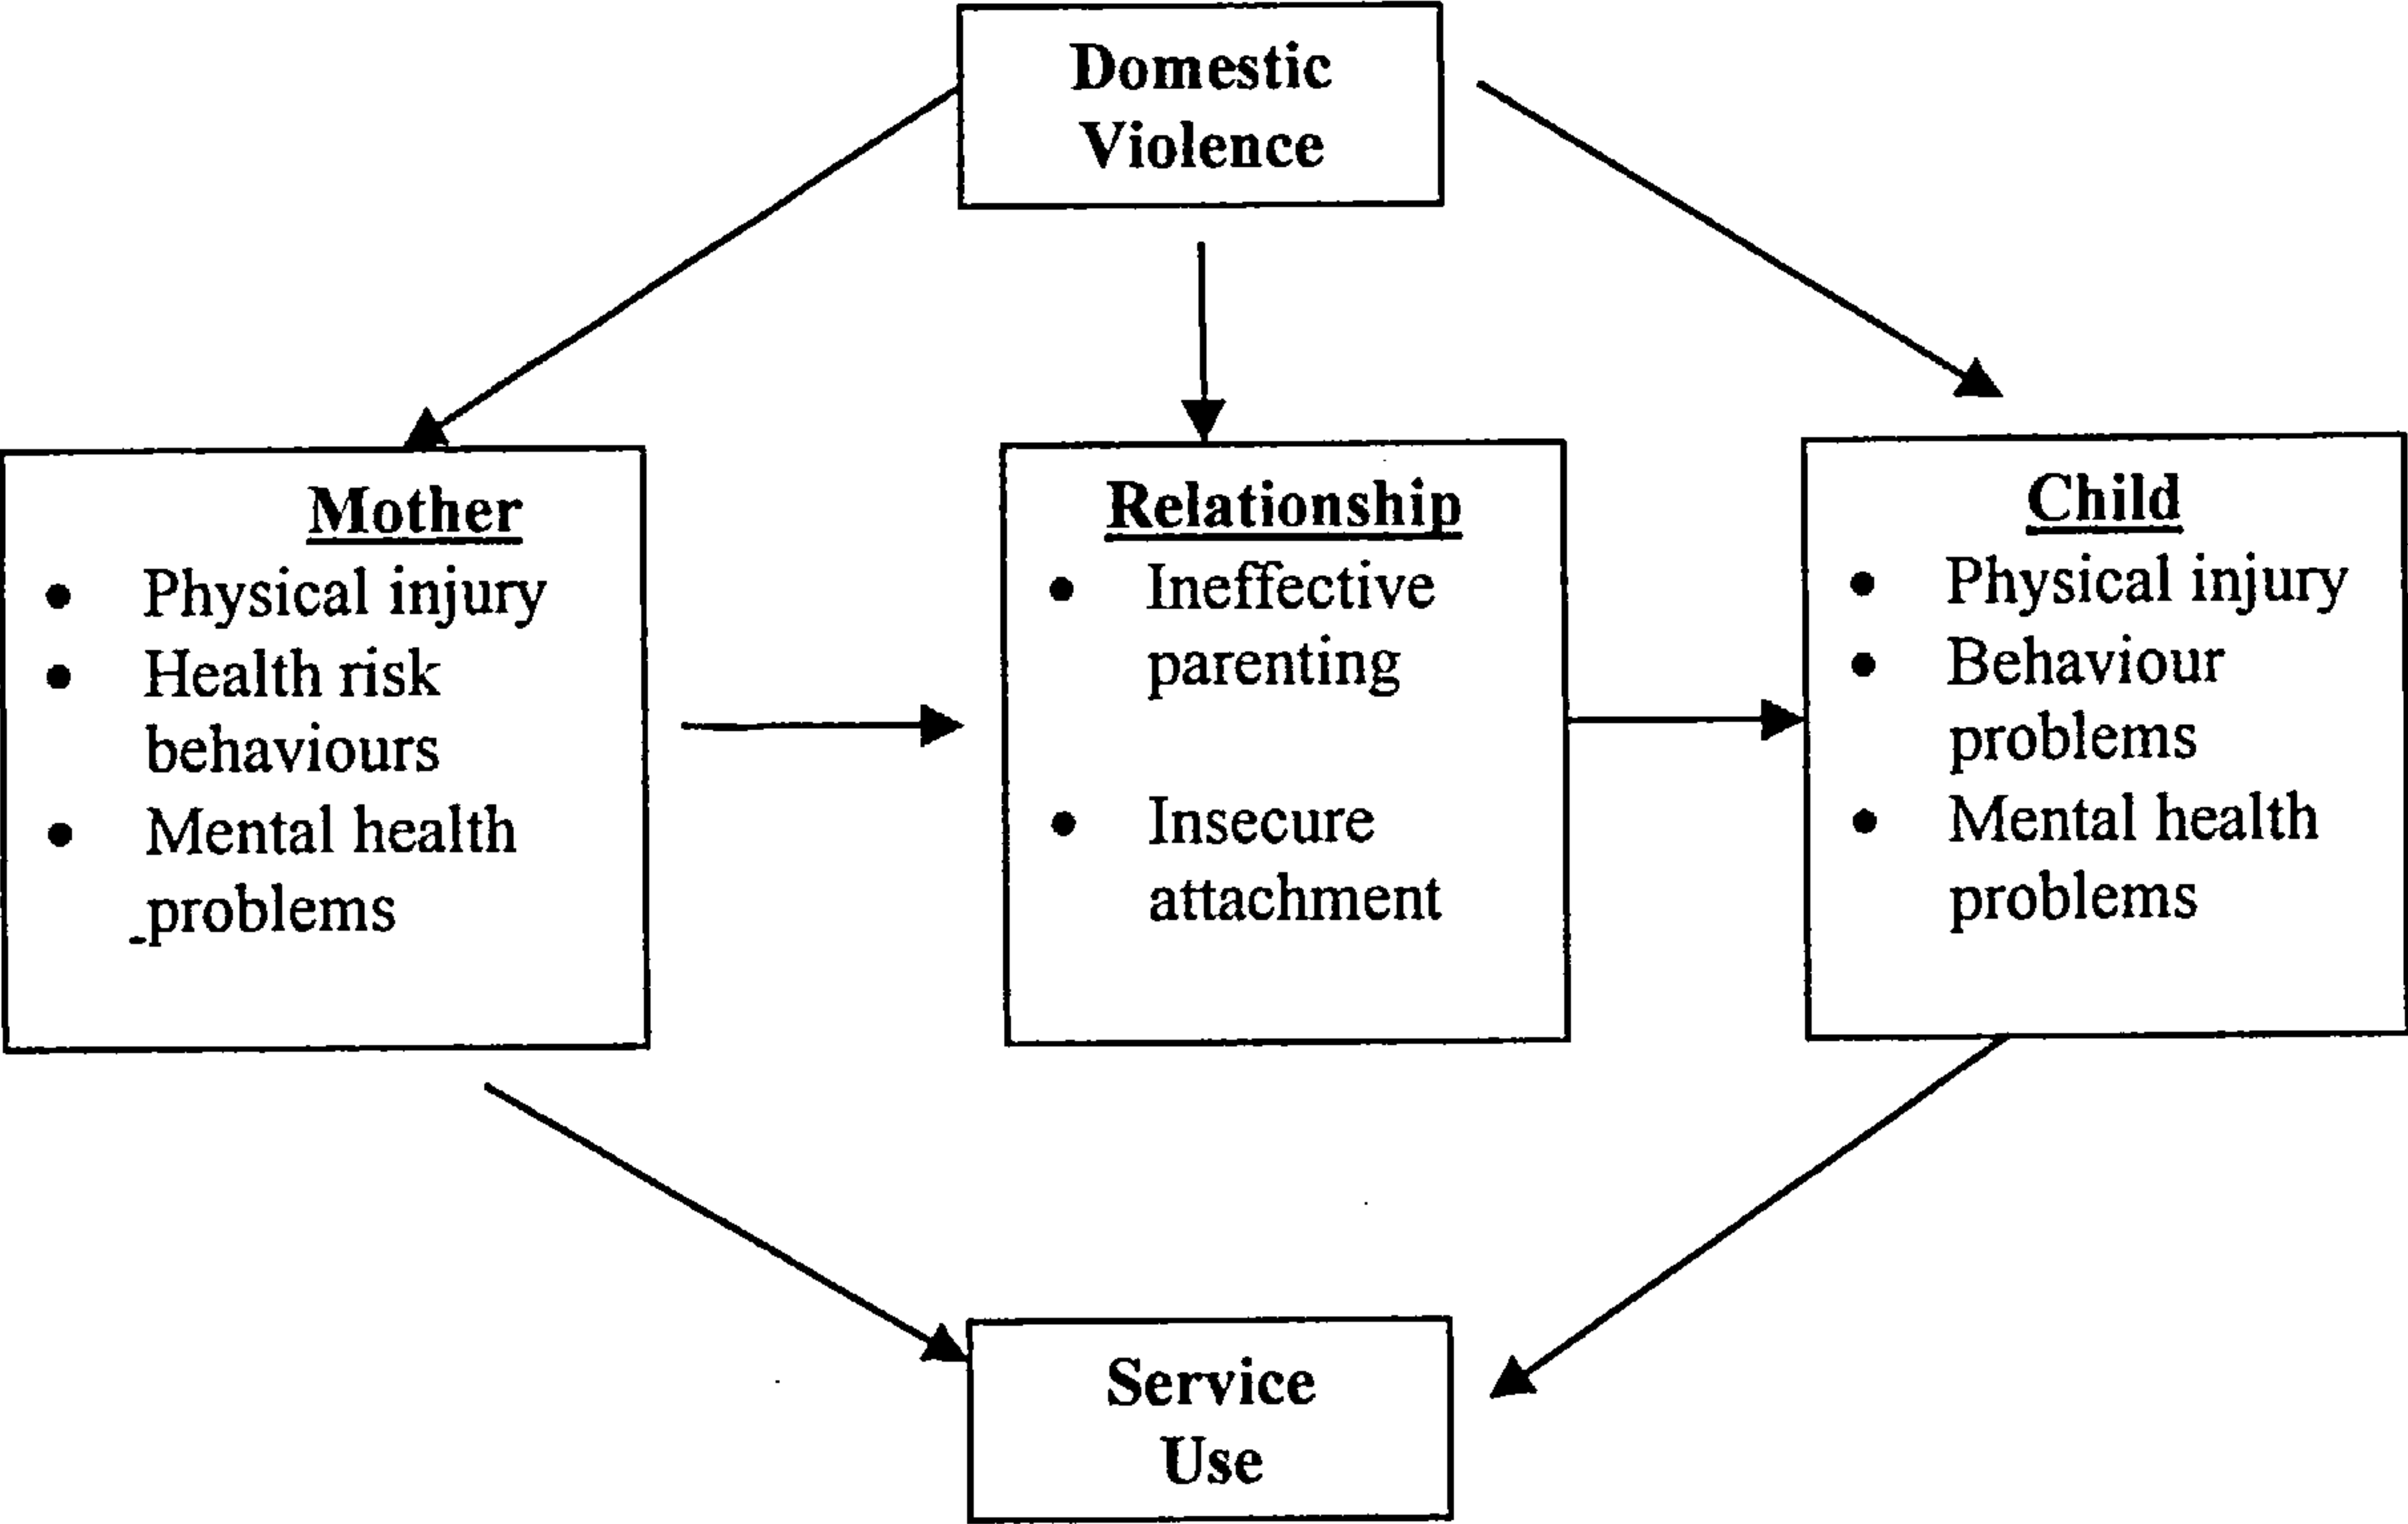 Domestic
Violence
Mother
• Physical injury
• Health risk
behaviours
• Mental health
problems
Relationship
• Ineffective
parenting
• Insecure
attachment
Child
• Physical injury
• Behaviour
problems
• Mental health
problems
Service
Use